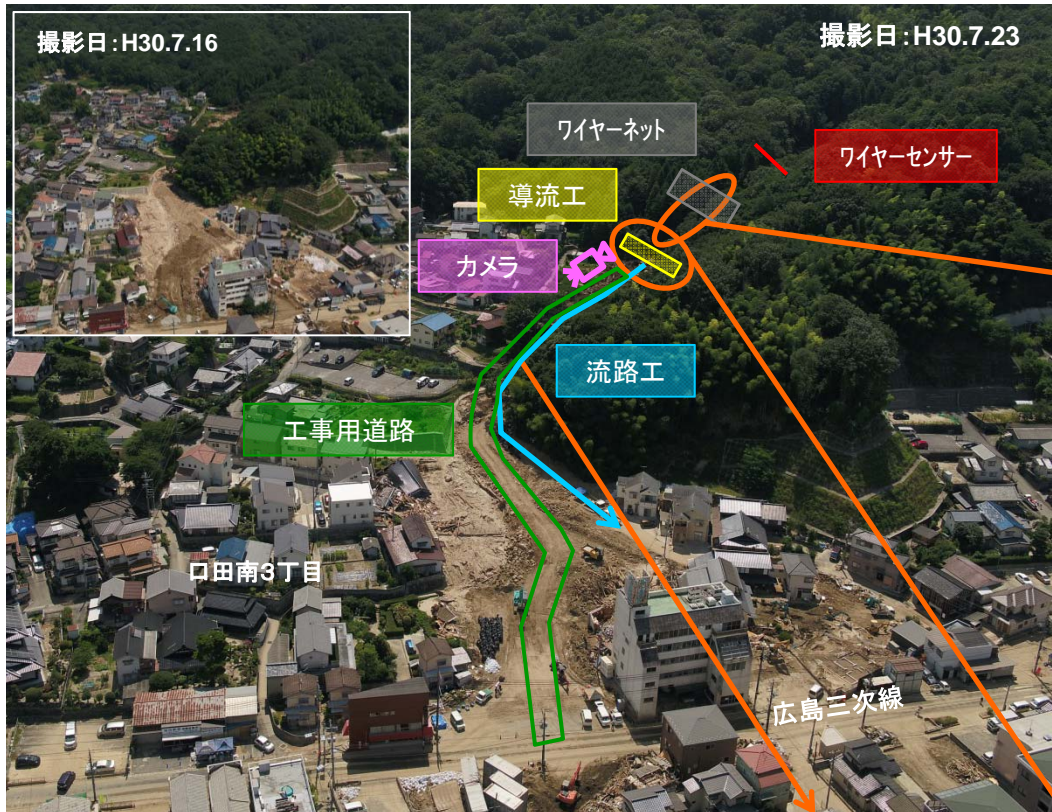 撮影日:H30.7.16
撮影日:H30.7.23
ワイヤーネット
ワイヤーセンサー
導流工
カメラ
流路工
工事用道路
口田南3丁目
広島三次線